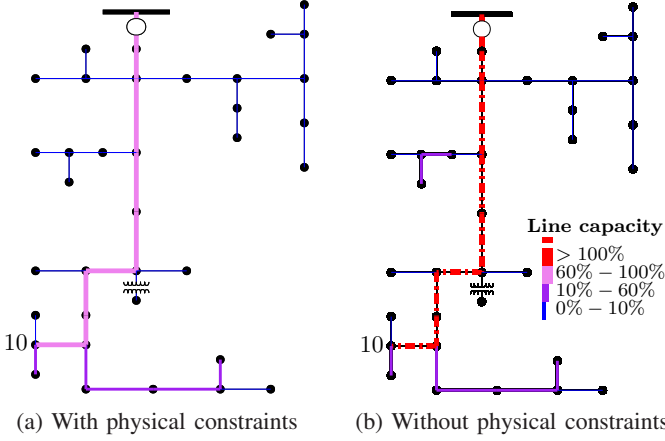 Line capacity
> 100%
60% − 100%
10% − 60%
0% − 10%
10
10
(a) With physical constraints
(b) Without physical constraints